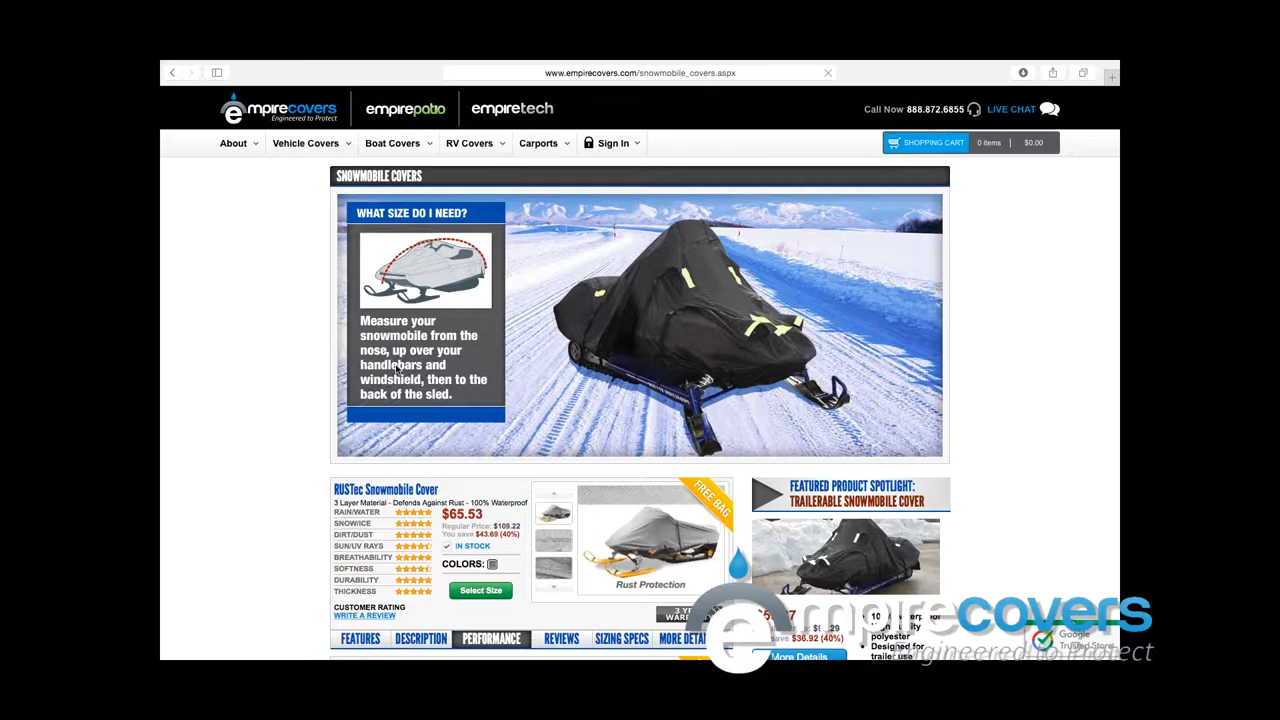 www.empirecovers.com/snowmobile_covers.aspx
empirecovers
Engineered to Protect
empirepatio
empiretech
Call Now 888.872.6855 LIVE CHAT
About Vehicle Covers Boat Covers RV Covers Carports Sign In
SHOPPING CART 0 items | $0.00
SNOWMOBILE COVERS
WHAT SIZE DO I NEED?
Measure your
snowmobile from the
nose, up over your
handlebars and
windshield, then to the
back of the sled.
RUSTec Snowmobile Cover
3 Layer Material - Defends Against Rust - 100% Waterproof
RAIN/WATER
SNOW/ICE
DIRT/DUST
SUN/UV RAYS
BREATHABILITY
SOFTNESS
DURABILITY
THICKNESS
CUSTOMER RATING
WRITE A REVIEW
$65.53
Regular Price: $109.22
You save $43.69 (40%)
IN STOCK
COLORS:
Select Size
FREE BAG
Rust Protection
FEATURES DESCRIPTION PERFORMANCE REVIEWS SIZING SPECS
FEATURED PRODUCT SPOTLIGHT:
TRAILERABLE SNOWMOBILE COVER
$36.92 (40%)
More Details
polyester
Designed for
trailer use
Google
Trusted Store
empirecovers
Engineered to Protect